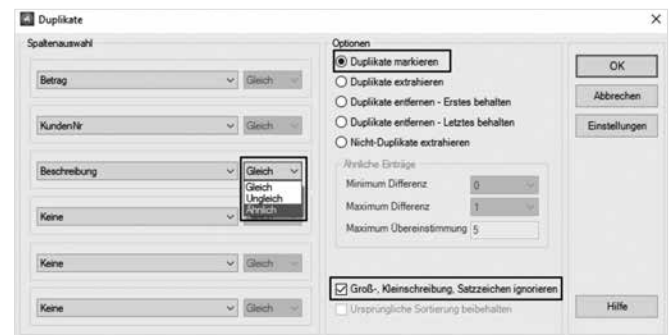 Duplikate
Spaltenauswahl
Betrag Gleich
KundenNr Gleich
Beschreibung Gleich
Gleich
Ungleich
Ähnlich
Keine
Keine Gleich
Keine Gleich
Optionen
Duplikate markieren
Duplikate extrahieren
Duplikate entfernen - Erstes behalten
Duplikate entfernen - Letztes behalten
Nicht-Duplikate extrahieren
Ähnliche Einträge
Minimum Differenz 0
Maximum Differenz 1
Maximum Übereinstimmung 5
Groß-, Kleinschreibung, Satzzeichen ignorieren
Ursprüngliche Sortierung beibehalten
OK
Abbrechen
Einstellungen
Hilfe